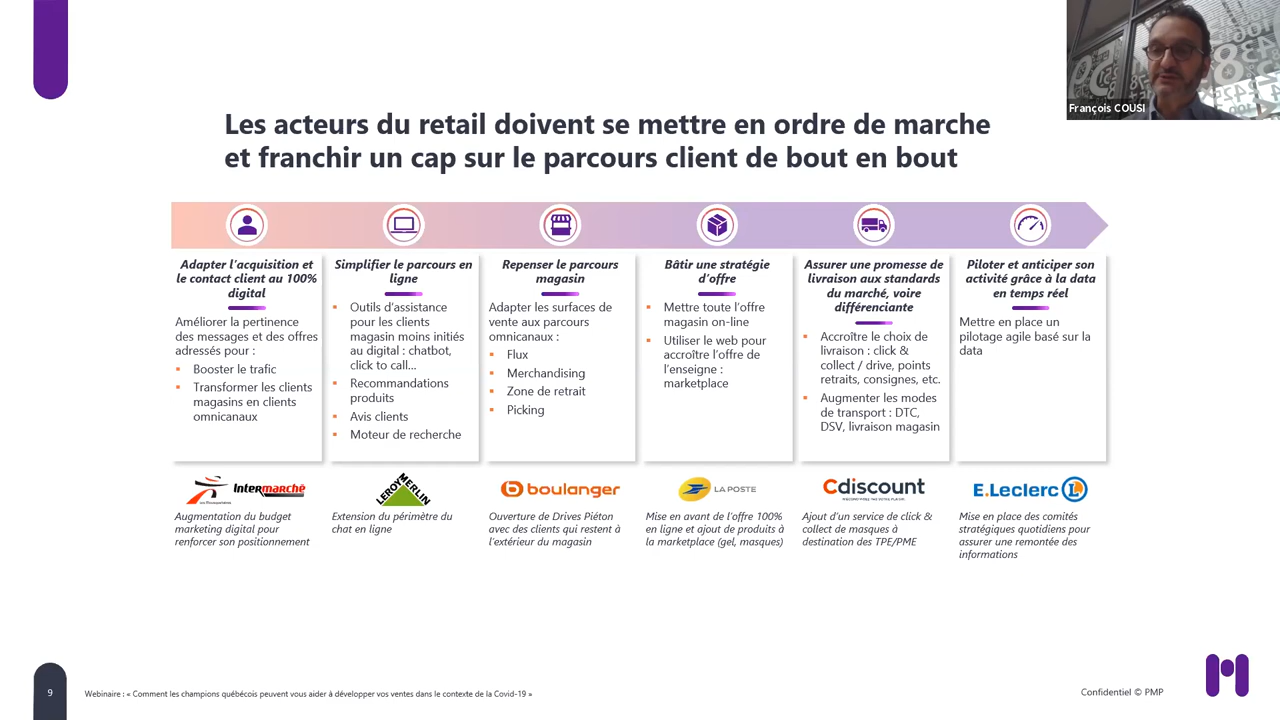 François COUSI
Les acteurs du retail doivent se mettre en ordre de marche
et franchir un cap sur le parcours client de bout en bout
Adapter l'acquisition et
le contact client au 100%
digital
Améliorer la pertinence
des messages et des offres
adressés pour :
▪ Booster le trafic
▪ Transformer les clients
magasins en clients
omnicanaux
Simplifier le parcours en
ligne
▪ Outils d'assistance
pour les clients
magasin moins initiés
au digital : chatbot,
click to call...
▪ Recommandations
produits
▪ Avis clients
▪ Moteur de recherche
Repenser le parcours
magasin
Adapter les surfaces de
vente aux parcours
omnicanaux :
▪ Flux
▪ Merchandising
▪ Zone de retrait
▪ Picking
Bâtir une stratégie
d'offre
▪ Mettre toute l'offre
magasin on-line
▪ Utiliser le web pour
accroître l'offre de
l'enseigne :
marketplace
Assurer une promesse de
livraison aux standards
du marché, voire
différenciante
▪ Accroître le choix de
livraison : click &
collect / drive, points
retraits, consignes, etc.
▪ Augmenter les modes
de transport : DTC,
DSV, livraison magasin
Piloter et anticiper son
activité grâce à la data
en temps réel
Mettre en place un
pilotage agile basé sur la
data
Intermarché
Augmentation du budget
marketing digital pour
renforcer son positionnement
LEROY MERLIN
Extension du périmètre du
chat en ligne
boulanger
Ouverture de Drives Piéton
avec des clients qui restent à
l'extérieur du magasin
LA POSTE
Mise en avant de l'offre 100%
en ligne et ajout de produits à
la marketplace (gel, masques)
Cdiscount
Ajout d'un service de click &
collect de masques à
destination des TPE/PME
E.Leclerc L
Mise en place des comités
stratégiques quotidiens pour
assurer une remontée des
informations
9
Webinaire : « Comment les champions québécois peuvent vous aider à développer vos ventes dans le contexte de la Covid-19 »
Confidentiel © PMP